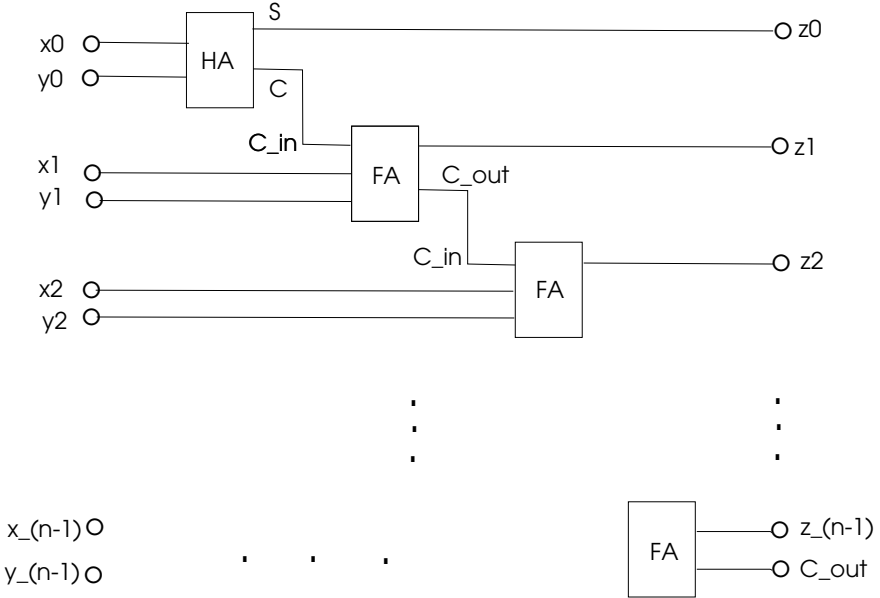 S
x0 z0
HA
y0
C
C_in
z1
x1
FA C_out
y1
C_in
z2
x2 FA
y2
x_(n-1) z_(n-1)
FA
y_(n-1) C_out